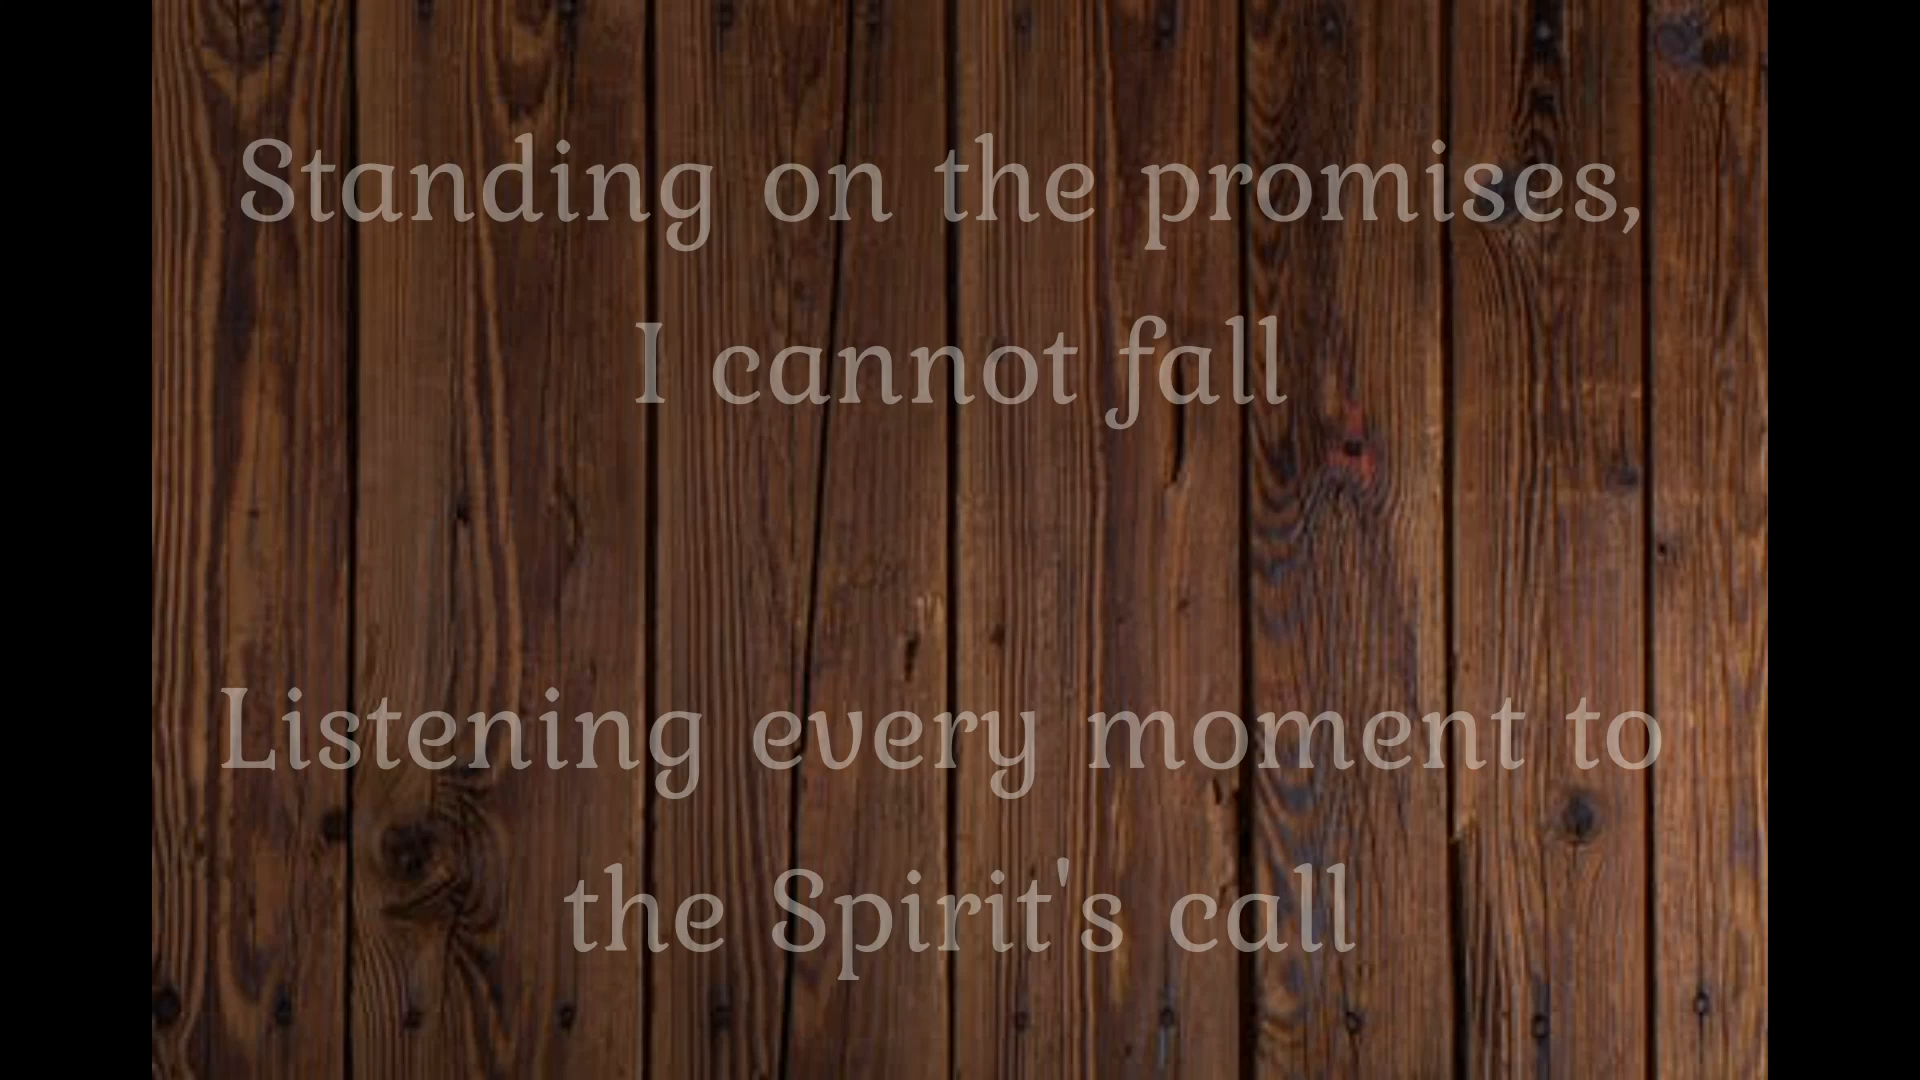 Standing on the promises,
I cannot fall
Listening every moment to
the Spirit's call